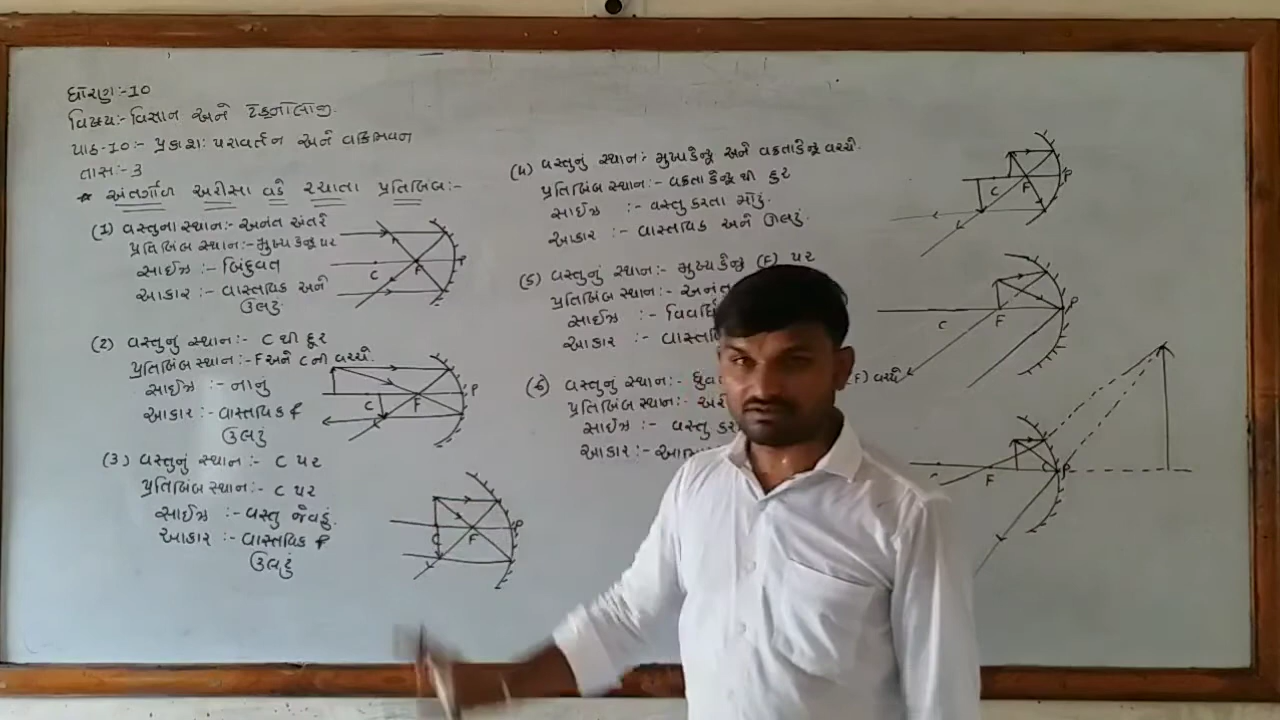 ધોરણ:-10
વિષય:- વિજ્ઞાન અને ટેકનોલોજી.
પાઠ-10:- પ્રકાશ: પરાવર્તન અને વક્રીભવન
તાસ:- 3
* અંતર્ગોળ અરીસા વડે રચાતા પ્રતિબિંબ:-
(1) વસ્તુના સ્થાન:- અનંત અંતરે
પ્રતિબિંબ સ્થાન:- મુખ્ય કેન્દ્ર પર
સાઈઝ :- બિંદુવત
આકાર :- વાસ્તવિક અને
ઉલટું.
C F P
(2) વસ્તુનું સ્થાન:- C થી દૂર
પ્રતિબિંબ સ્થાન:- F અને C ની વચ્ચે.
સાઈઝ :- નાનું
આકાર :- વાસ્તવિક f
ઉલટું
C F P
(3) વસ્તુનું સ્થાન :- C પર
પ્રતિબિંબ સ્થાન:- C પર
સાઈઝ :- વસ્તુ જેવડું.
આકાર :- વાસ્તવિક f
ઉલટું
C F P
(4) વસ્તુનું સ્થાન: મુખ્યકેન્દ્ર અને વક્રતાકેન્દ્ર વચ્ચે.
પ્રતિબિંબ સ્થાન:- વક્રતા કેન્દ્ર થી દુર
સાઈઝ :- વસ્તુ કરતા મોટું.
આકાર :- વાસ્તવિક અને ઊલટું.
C F P
(5) વસ્તુનું સ્થાન:- મુખ્યકેન્દ્ર (F) પર
પ્રતિબિંબ સ્થાન:-
સાઈઝ :-
આકાર :-
C F P
(6) વસ્તુનું સ્થાન:- (F) વચ્ચે
પ્રતિબિંબ સ્થાન:-
સાઈઝ :- વસ્તુ
આકાર:-
C F P